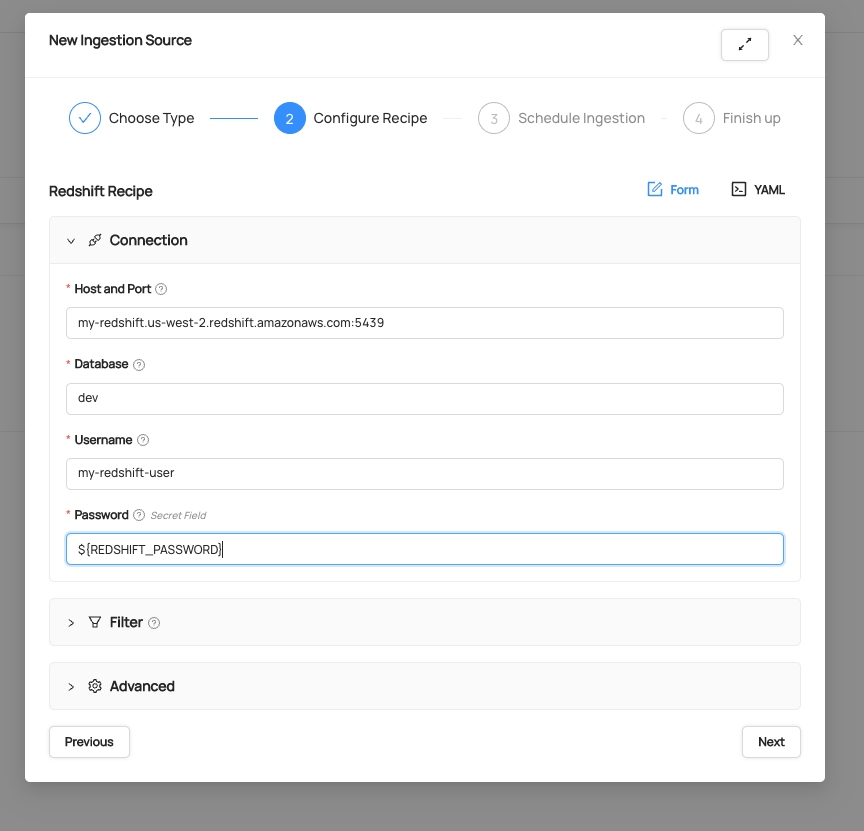 New Ingestion Source
Choose Type
2 Configure Recipe
3 Schedule Ingestion
4 Finish up
Redshift Recipe
Form
YAML
Connection
* Host and Port ?
my-redshift.us-west-2.redshift.amazonaws.com:5439
* Database ?
dev
* Username ?
my-redshift-user
* Password ? Secret Field
${REDSHIFT_PASSWORD}
Filter ?
Advanced
Previous
Next